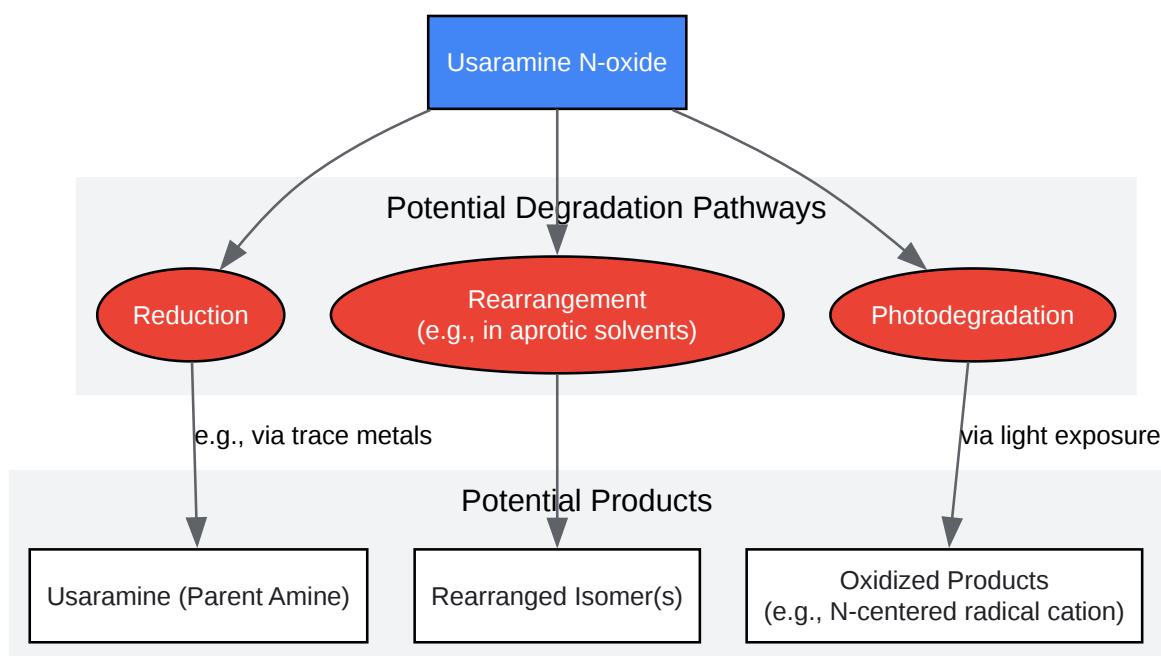 Usaramine N-oxide
Potential Degradation Pathways
Reduction
Rearrangement
(e.g., in aprotic solvents)
Photodegradation
e.g., via trace metals
via light exposure
Potential Products
Usaramine (Parent Amine)
Rearranged Isomer(s)
Oxidized Products
(e.g., N-centered radical cation)